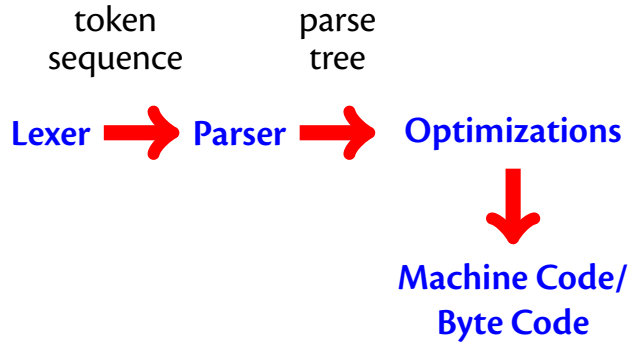 token
sequence
parse
tree
Lexer
Parser
Optimizations
Machine Code/
Byte Code